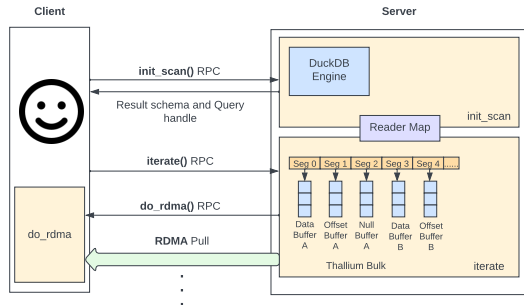 Client
Server
init_scan() RPC
Result schema and Query
handle
DuckDB
Engine
init_scan
Reader Map
iterate() RPC
Seg 0 Seg 1 Seg 2 Seg 3 Seg 4 ......
do_rdma() RPC
do_rdma
Data
Buffer
A
Offset
Buffer
A
Null
Buffer
A
Data
Buffer
B
Offset
Buffer
B
RDMA Pull
Thallium Bulk
iterate